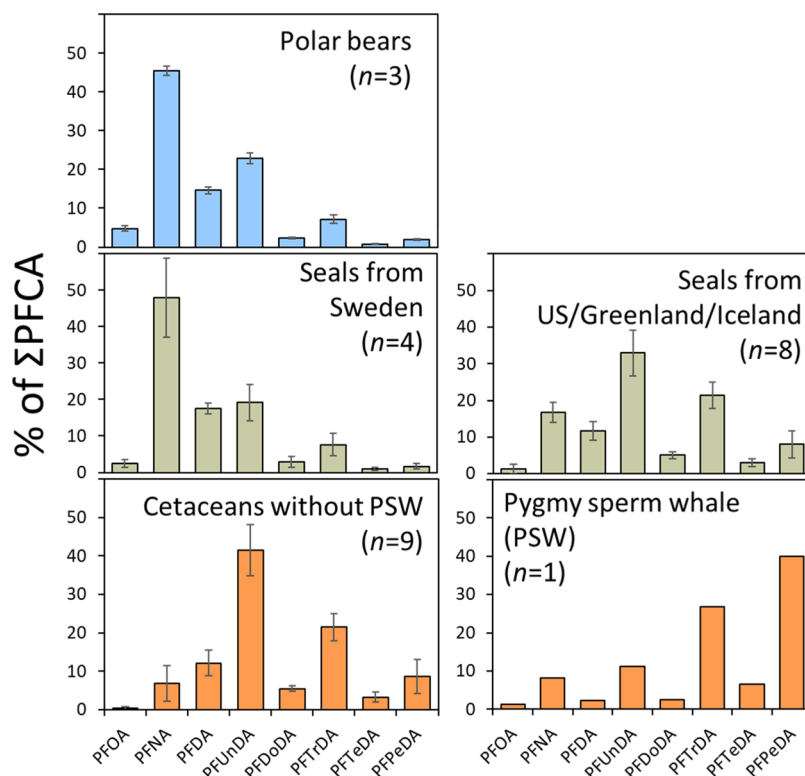 % of ΣPFCA
Polar bears
(n=3)
50
40
30
20
10
0
Seals from
Sweden
(n=4)
50
40
30
20
10
0
Seals from
US/Greenland/Iceland
(n=8)
50
40
30
20
10
0
Cetaceans without PSW
(n=9)
50
40
30
20
10
0
PFOA
PFNA
PFDA
PFUnDA
PFDoDA
PFTrDA
PFTeDA
PFPeDA
Pygmy sperm whale
(PSW)
(n=1)
50
40
30
20
10
0
PFOA
PFNA
PFDA
PFUnDA
PFDoDA
PFTrDA
PFTeDA
PFPeDA